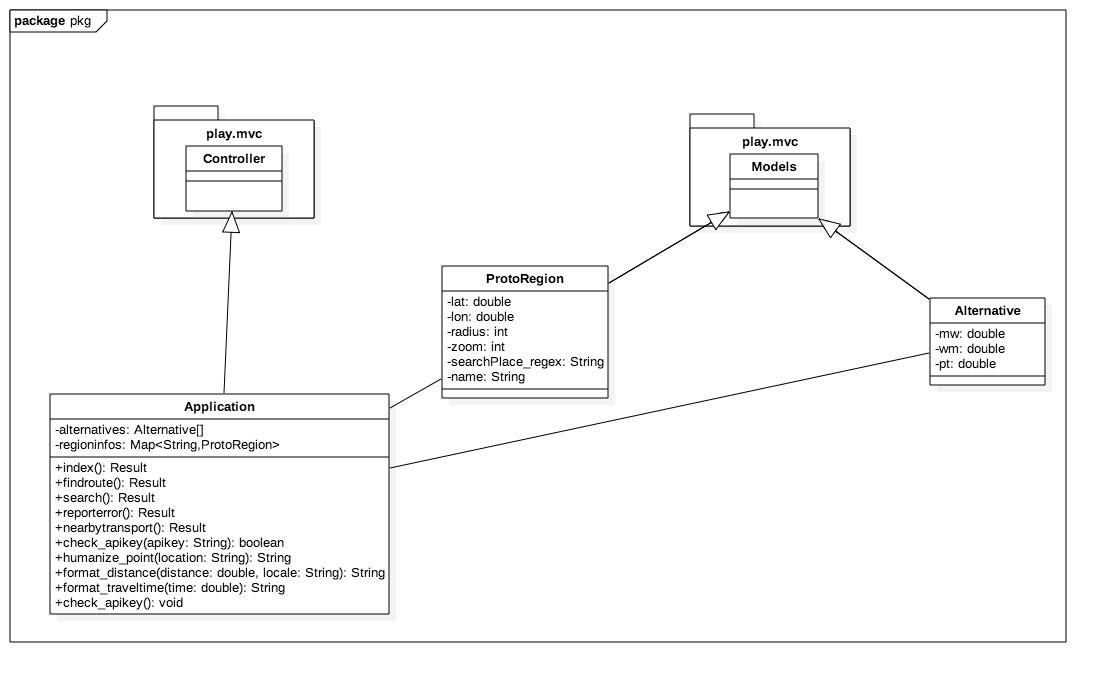 package pkg
play.mvc
Controller
play.mvc
Models
ProtoRegion
-lat: double
-lon: double
-radius: int
-zoom: int
-searchPlace_regex: String
-name: String
Alternative
-mw: double
-wm: double
-pt: double
Application
-alternatives: Alternative[]
-regioninfos: Map<String,ProtoRegion>
+index(): Result
+findroute(): Result
+search(): Result
+reporterror(): Result
+nearbytransport(): Result
+check_apikey(apikey: String): boolean
+humanize_point(location: String): String
+format_distance(distance: double, locale: String): String
+format_traveltime(time: double): String
+check_apikey(): void